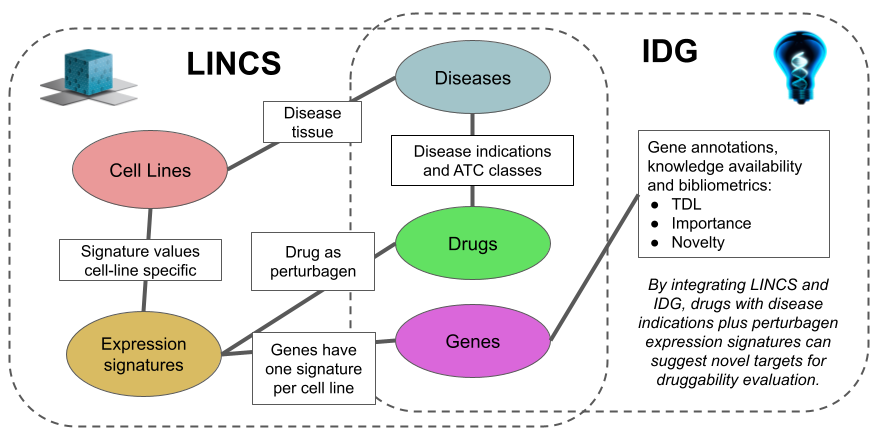 LINCS
IDG
Diseases
Disease
tissue
Cell Lines
Disease indications
and ATC classes
Gene annotations,
knowledge availability
and bibliometrics:
● TDL
● Importance
● Novelty
Signature values
cell-line specific
Drug as
perturbagen
Drugs
Expression
signatures
Genes have
one signature
per cell line
Genes
By integrating LINCS and
IDG, drugs with disease
indications plus perturbagen
expression signatures can
suggest novel targets for
druggability evaluation.